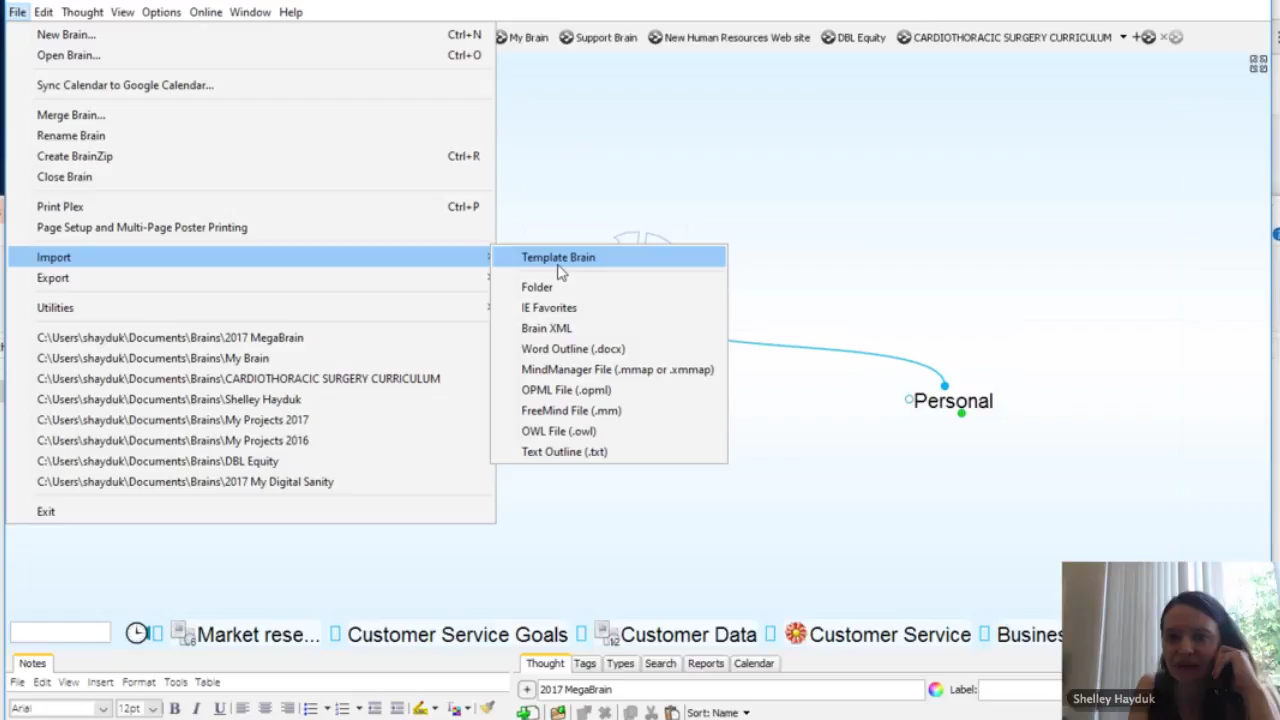 File Edit Thought View Options Online Window Help
New Brain... Ctrl+N
Open Brain... Ctrl+O
Sync Calendar to Google Calendar...
Merge Brain...
Rename Brain
Create BrainZip Ctrl+R
Close Brain
Print Plex Ctrl+P
Page Setup and Multi-Page Poster Printing
Import
Export
Utilities
C:\Users\shayduk\Documents\Brains\2017 MegaBrain
C:\Users\shayduk\Documents\Brains\My Brain
C:\Users\shayduk\Documents\Brains\CARDIOTHORACIC SURGERY CURRICULUM
C:\Users\shayduk\Documents\Brains\Shelley Hayduk
C:\Users\shayduk\Documents\Brains\My Projects 2017
C:\Users\shayduk\Documents\Brains\My Projects 2016
C:\Users\shayduk\Documents\Brains\DBL Equity
C:\Users\shayduk\Documents\Brains\2017 My Digital Sanity
Exit
My Brain Support Brain New Human Resources Web site DBL Equity CARDIOTHORACIC SURGERY CURRICULUM
Template Brain
Folder
IE Favorites
Brain XML
Word Outline (.docx)
MindManager File (.mmap or .xmmap)
OPML File (.opml)
FreeMind File (.mm)
OWL File (.owl)
Text Outline (.txt)
Personal
Market rese... Customer Service Goals Customer Data Customer Service Busines
Notes
File Edit View Insert Format Tools Table
Arial 12pt B I U
Thought Tags Types Search Reports Calendar
2017 MegaBrain Label:
Sort: Name
Shelley Hayduk